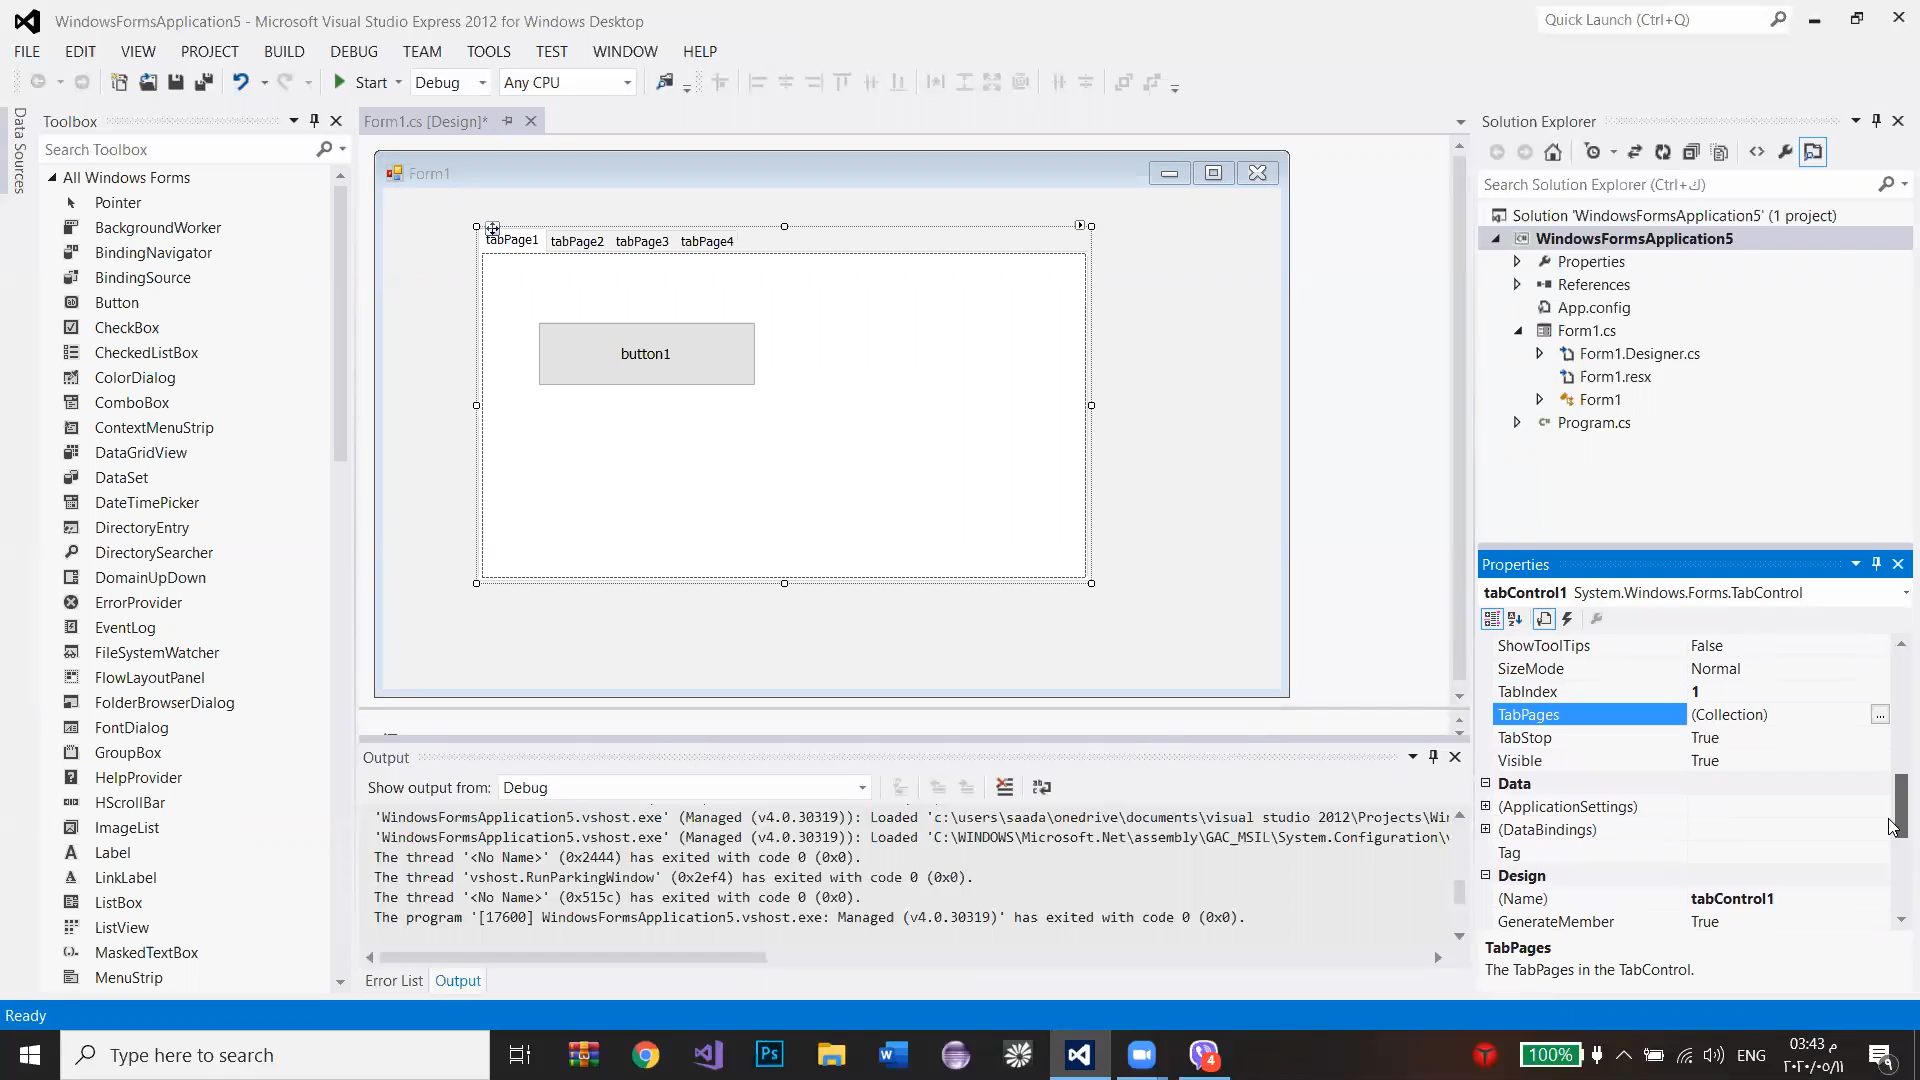 WindowsFormsApplication5 - Microsoft Visual Studio Express 2012 for Windows Desktop
Quick Launch (Ctrl+Q)
FILE EDIT VIEW PROJECT BUILD DEBUG TEAM TOOLS TEST WINDOW HELP
Start Debug Any CPU
Data Sources
Toolbox
Search Toolbox
All Windows Forms
Pointer
BackgroundWorker
BindingNavigator
BindingSource
Button
CheckBox
CheckedListBox
ColorDialog
ComboBox
ContextMenuStrip
DataGridView
DataSet
DateTimePicker
DirectoryEntry
DirectorySearcher
DomainUpDown
ErrorProvider
EventLog
FileSystemWatcher
FlowLayoutPanel
FolderBrowserDialog
FontDialog
GroupBox
HelpProvider
HScrollBar
ImageList
Label
LinkLabel
ListBox
ListView
MaskedTextBox
MenuStrip
Form1.cs [Design]*
Form1
tabPage1 tabPage2 tabPage3 tabPage4
button1
Output
Show output from: Debug
'WindowsFormsApplication5.vshost.exe' (Managed (v4.0.30319)): Loaded 'c:\users\saada\onedrive\documents\visual studio 2012\Projects\Wi
'WindowsFormsApplication5.vshost.exe' (Managed (v4.0.30319)): Loaded 'C:\WINDOWS\Microsoft.Net\assembly\GAC_MSIL\System.Configuration\
The thread '<No Name>' (0x2444) has exited with code 0 (0x0).
The thread 'vshost.RunParkingWindow' (0x2ef4) has exited with code 0 (0x0).
The thread '<No Name>' (0x515c) has exited with code 0 (0x0).
The program '[17600] WindowsFormsApplication5.vshost.exe: Managed (v4.0.30319)' has exited with code 0 (0x0).
Error List Output
Solution Explorer
Search Solution Explorer (Ctrl+ك)
Solution 'WindowsFormsApplication5' (1 project)
WindowsFormsApplication5
Properties
References
App.config
Form1.cs
Form1.Designer.cs
Form1.resx
Form1
Program.cs
Properties
tabControl1 System.Windows.Forms.TabControl
ShowToolTips False
SizeMode Normal
TabIndex 1
TabPages (Collection) ...
TabStop True
Visible True
Data
(ApplicationSettings)
(DataBindings)
Tag
Design
(Name) tabControl1
GenerateMember True
TabPages
The TabPages in the TabControl.
Ready
Type here to search
Ps
4
100%
ENG
03:43 م
٢٠٢٠/٠٥/١١
٩